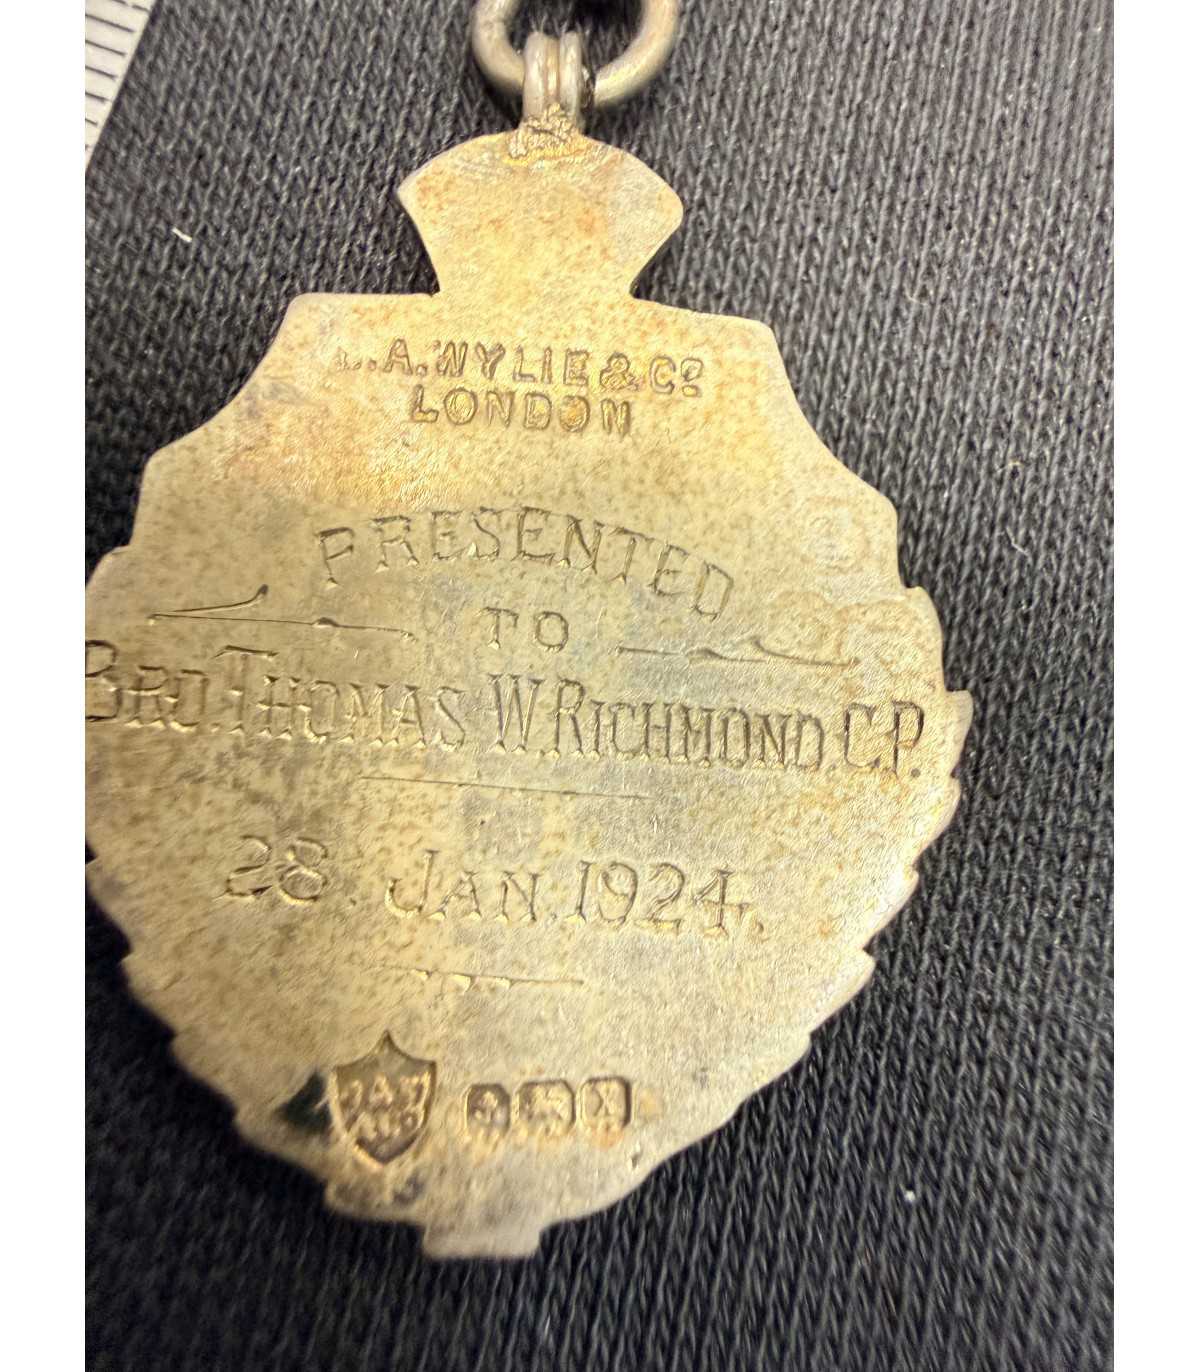 J.A.WYLIE & Co.
LONDON
PRESENTED
TO
BRO. THOMAS W. RICHMOND. C.P.
28. JAN. 1924.